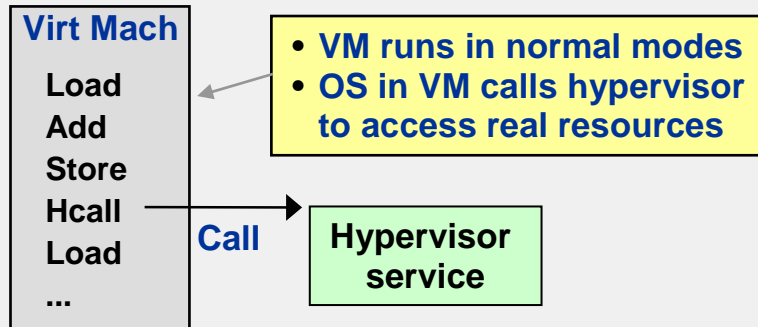 Virt Mach
Load
Add
Store
Hcall
Load
...
• VM runs in normal modes
• OS in VM calls hypervisor
to access real resources
Call
Hypervisor
service